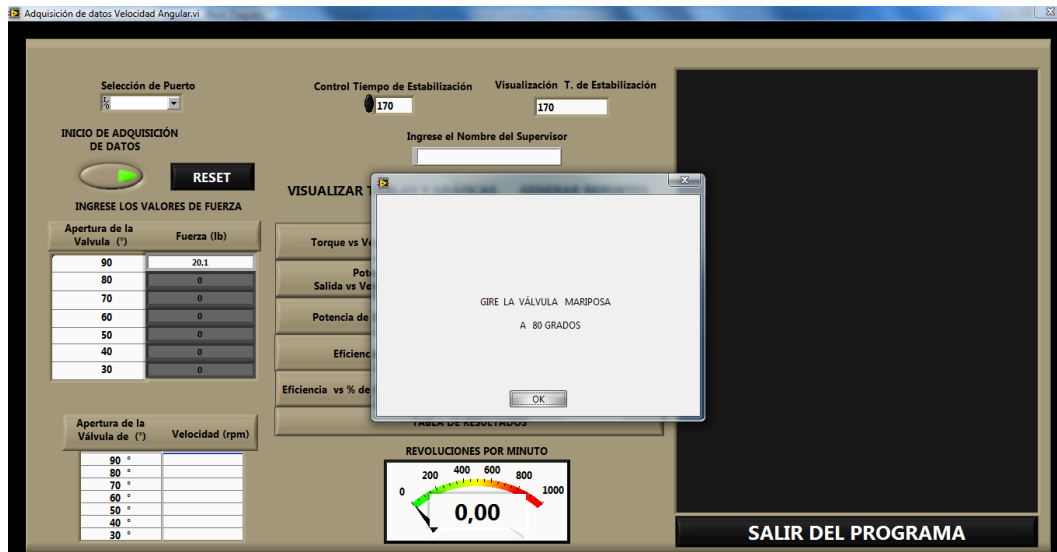 Adquisición de datos Velocidad Angular.vi
Selección de Puerto
Control Tiempo de Estabilización
Visualización T. de Estabilización
170
170
INICIO DE ADQUISICIÓN
DE DATOS
Ingrese el Nombre del Supervisor
RESET
VISUALIZAR
INGRESE LOS VALORES DE FUERZA
Apertura de la
Valvula (°)
Fuerza (lb)
90
20,1
80
0
70
0
60
0
50
0
40
0
30
0
Torque vs
Salida vs
Potencia de
Eficiencia vs % de
TABLA DE RESULTADOS
GIRE LA VÁLVULA MARIPOSA
A 80 GRADOS
OK
Apertura de la
Válvula de (°)
Velocidad (rpm)
90 °
80 °
70 °
60 °
50 °
40 °
30 °
REVOLUCIONES POR MINUTO
0
200
400
600
800
1000
0,00
SALIR DEL PROGRAMA